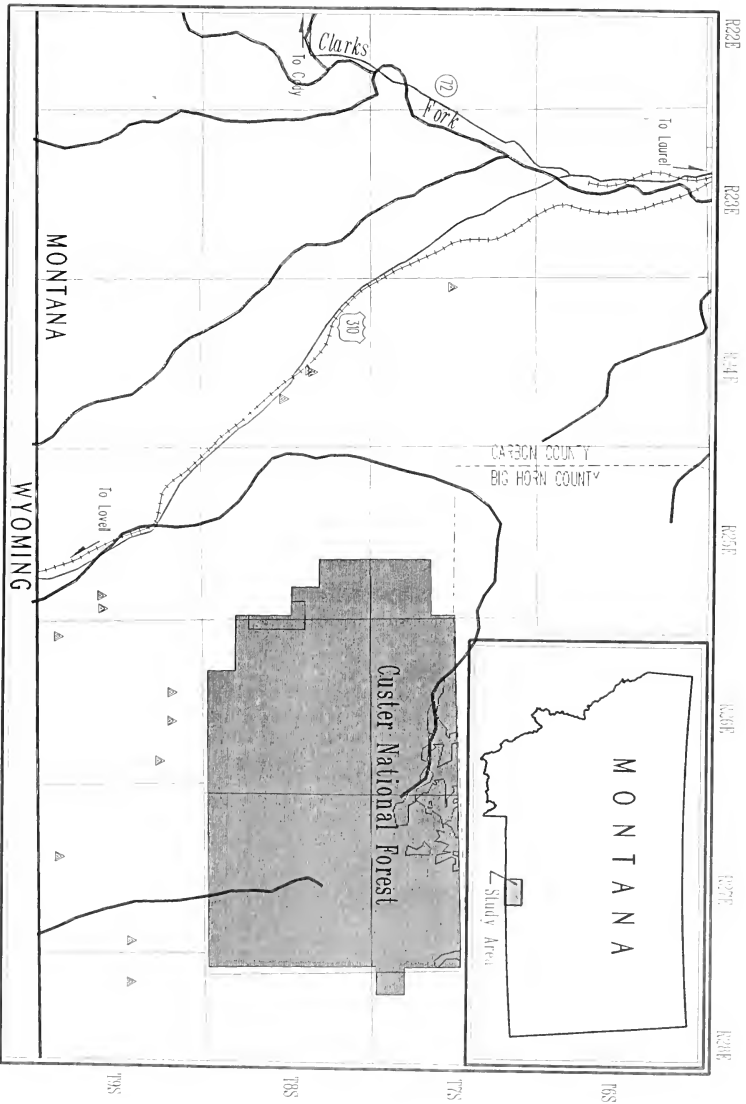 R22E
R23E
R24E
R25E
R26E
R27E
R28E
T6S
T7S
T8S
T9S
To Laurel
Clarks
Fork
72
To Cody
310
CARBON COUNTY
BIG HORN COUNTY
To Lovell
Custer National Forest
MONTANA
Study Area
MONTANA
WYOMING